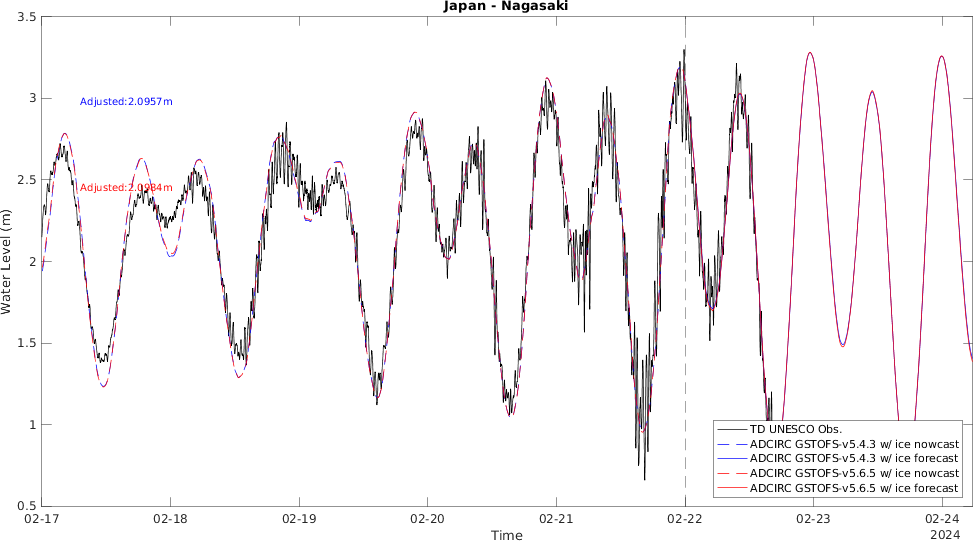 Japan - Nagasaki
3.5
3
2.5
2
1.5
1
0.5
Water Level (m)
Adjusted:2.0957m
Adjusted:2.0934m
TD UNESCO Obs.
ADCIRC GSTOFS-v5.4.3 w/ ice nowcast
ADCIRC GSTOFS-v5.4.3 w/ ice forecast
ADCIRC GSTOFS-v5.6.5 w/ ice nowcast
ADCIRC GSTOFS-v5.6.5 w/ ice forecast
02-17 02-18 02-19 02-20 02-21 02-22 02-23 02-24
Time
2024